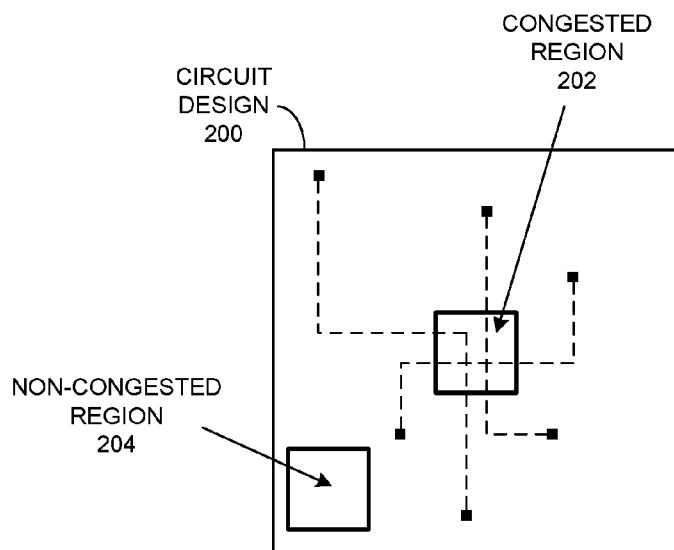 CONGESTED
REGION
202
CIRCUIT
DESIGN
200
NON-CONGESTED
REGION
204